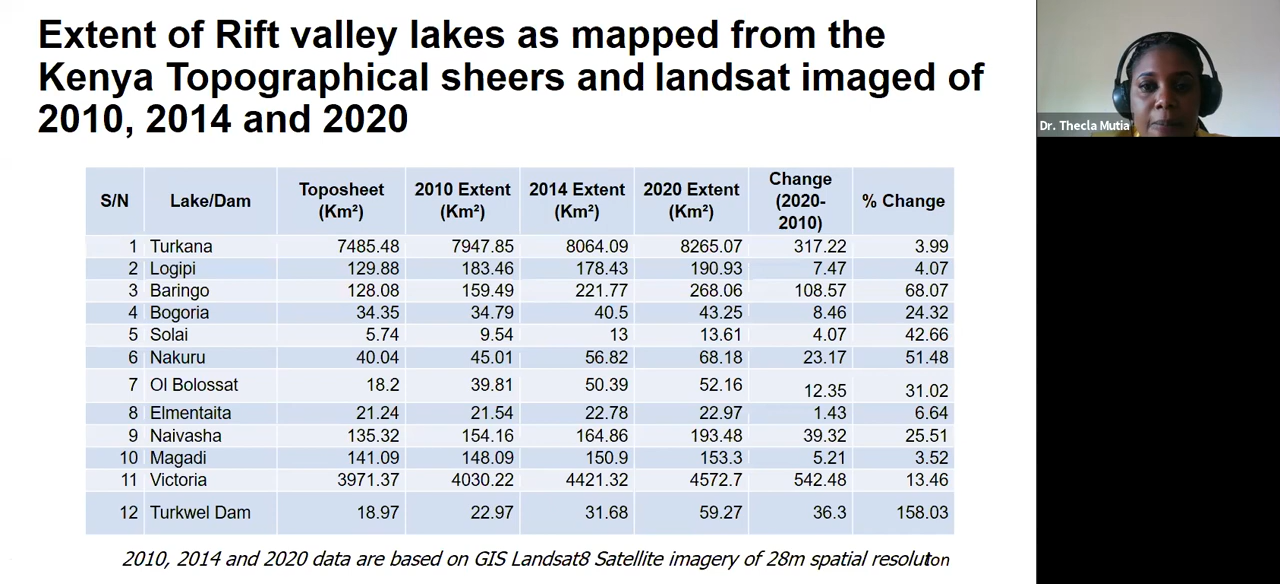 Extent of Rift valley lakes as mapped from the
Kenya Topographical sheers and landsat imaged of
2010, 2014 and 2020
Dr. Thecla Mutia
S/N Lake/Dam Toposheet (Km²) 2010 Extent (Km²) 2014 Extent (Km²) 2020 Extent (Km²) Change (2020-2010) % Change
1 Turkana 7485.48 7947.85 8064.09 8265.07 317.22 3.99
2 Logipi 129.88 183.46 178.43 190.93 7.47 4.07
3 Baringo 128.08 159.49 221.77 268.06 108.57 68.07
4 Bogoria 34.35 34.79 40.5 43.25 8.46 24.32
5 Solai 5.74 9.54 13 13.61 4.07 42.66
6 Nakuru 40.04 45.01 56.82 68.18 23.17 51.48
7 Ol Bolossat 18.2 39.81 50.39 52.16 12.35 31.02
8 Elmentaita 21.24 21.54 22.78 22.97 1.43 6.64
9 Naivasha 135.32 154.16 164.86 193.48 39.32 25.51
10 Magadi 141.09 148.09 150.9 153.3 5.21 3.52
11 Victoria 3971.37 4030.22 4421.32 4572.7 542.48 13.46
12 Turkwel Dam 18.97 22.97 31.68 59.27 36.3 158.03
2010, 2014 and 2020 data are based on GIS Landsat8 Satellite imagery of 28m spatial resoluton